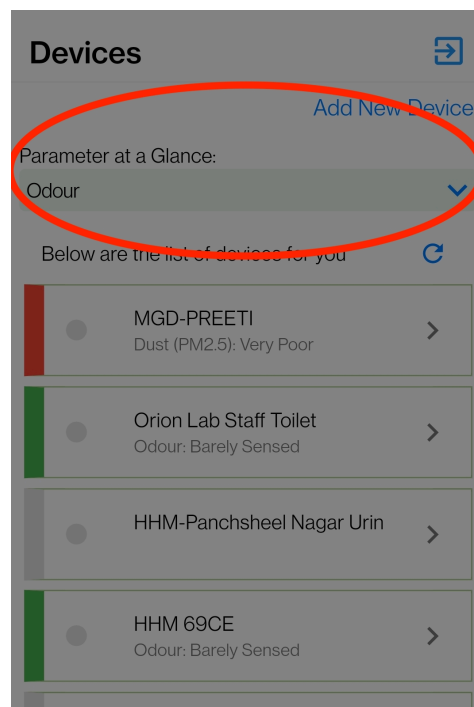 Devices
Add New Device
Parameter at a Glance:
Odour
Below are the list of devices for you
MGD-PREETI
Dust (PM2.5): Very Poor
Orion Lab Staff Toilet
Odour: Barely Sensed
HHM-Panchsheel Nagar Urin
HHM 69CE
Odour: Barely Sensed